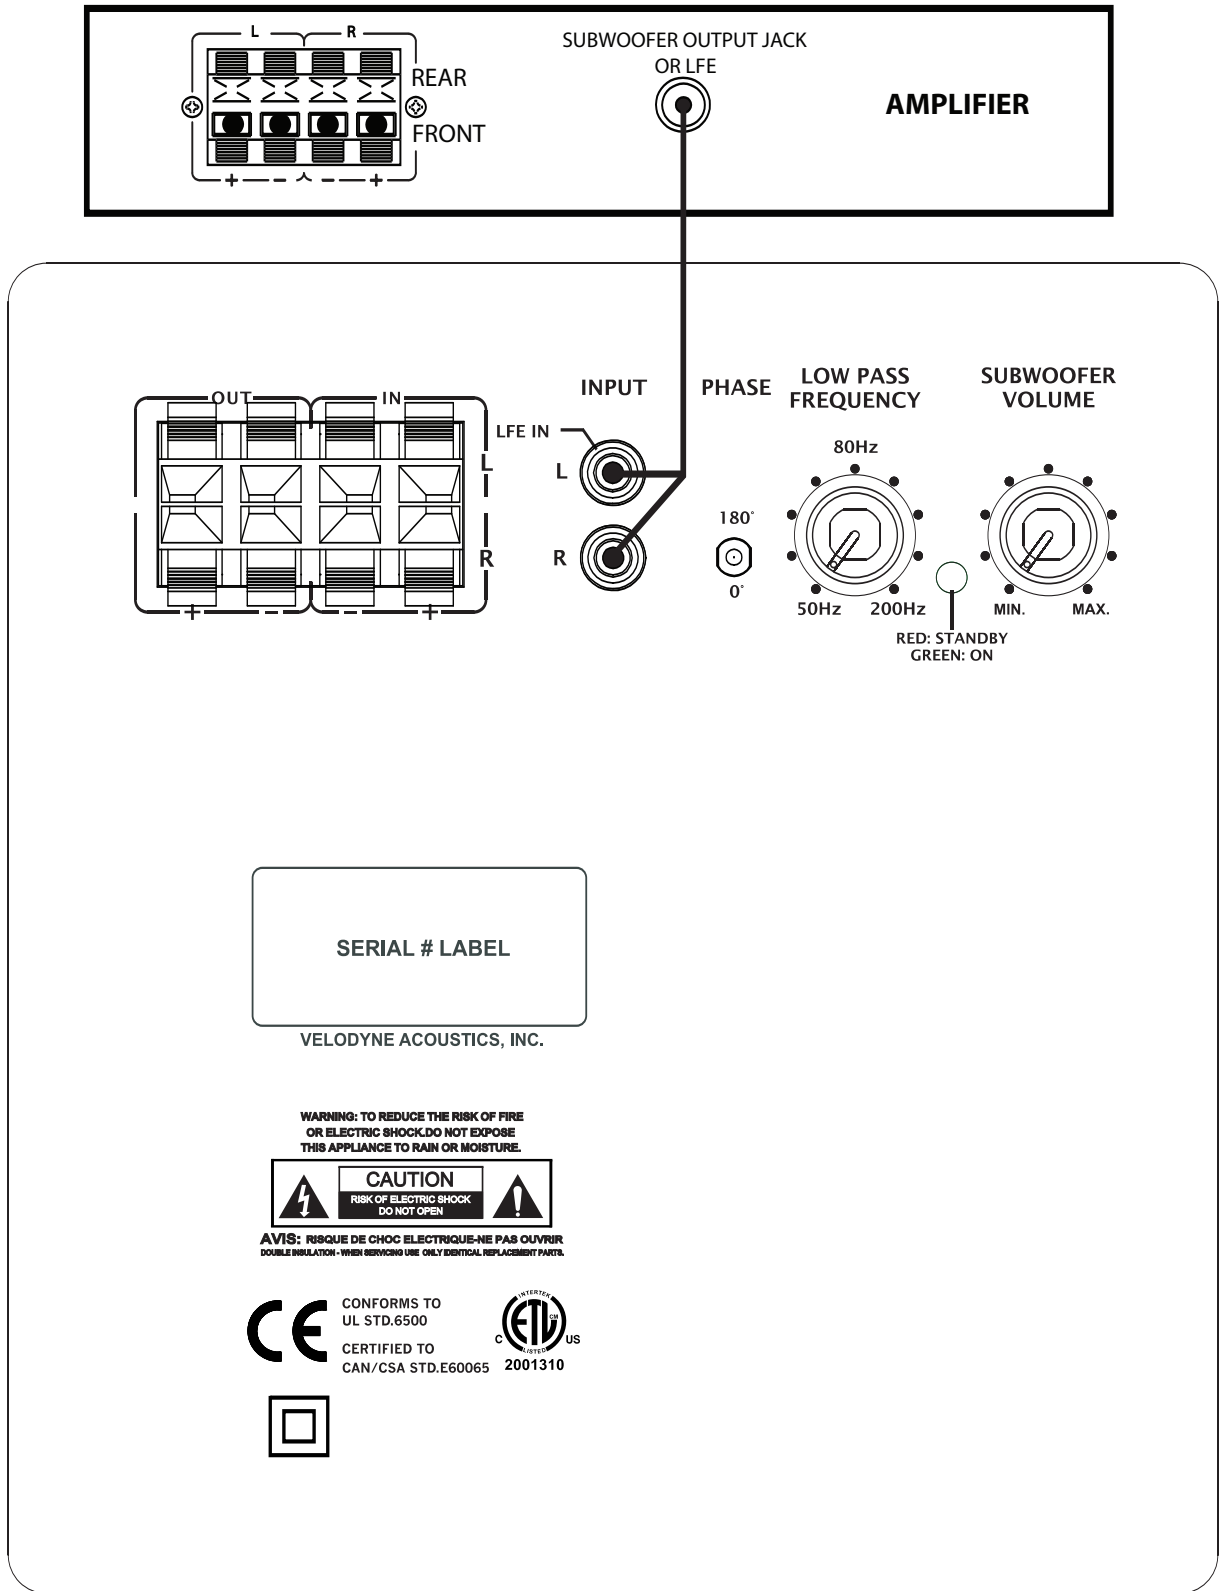 L R
REAR
FRONT
+ - - +
SUBWOOFER OUTPUT JACK
OR LFE
AMPLIFIER
OUT IN
L
R
+ - - +
INPUT
LFE IN
L
R
PHASE
180°
0°
LOW PASS
FREQUENCY
80Hz
50Hz 200Hz
SUBWOOFER
VOLUME
MIN. MAX.
RED: STANDBY
GREEN: ON
SERIAL # LABEL
VELODYNE ACOUSTICS, INC.
WARNING: TO REDUCE THE RISK OF FIRE
OR ELECTRIC SHOCK.DO NOT EXPOSE
THIS APPLIANCE TO RAIN OR MOISTURE.
CAUTION
RISK OF ELECTRIC SHOCK
DO NOT OPEN
AVIS: RISQUE DE CHOC ELECTRIQUE-NE PAS OUVRIR
DOUBLE INSULATION - WHEN SERVICING USE ONLY IDENTICAL REPLACEMENT PARTS.
CE
CONFORMS TO
UL STD.6500
CERTIFIED TO
CAN/CSA STD.E60065
INTERTEK
ETL
CM
C US
LISTED
2001310